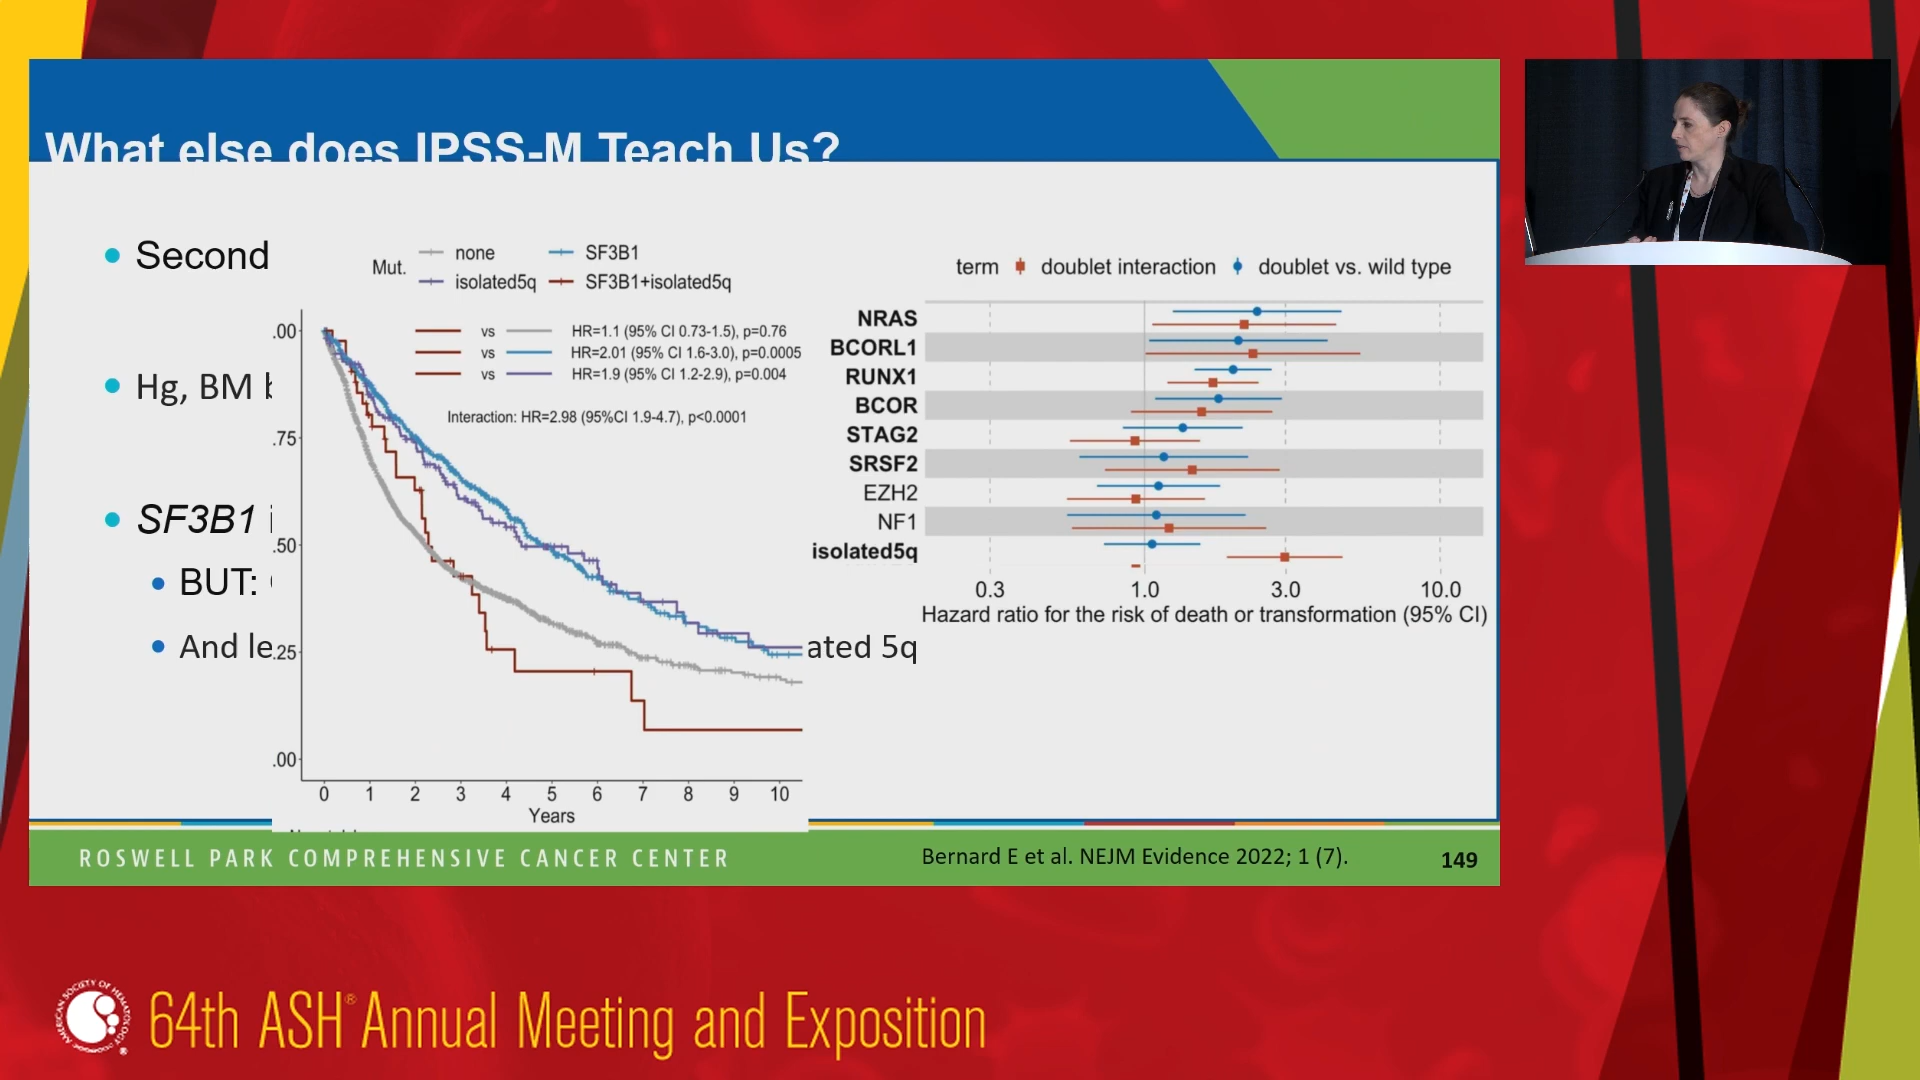 What else does IPSS-M Teach Us?
Second
Hg, BM
SF3B1
BUT:
And le
ated 5q
Mut.
none
SF3B1
isolated5q
SF3B1+isolated5q
vs HR=1.1 (95% CI 0.73-1.5), p=0.76
vs HR=2.01 (95% CI 1.6-3.0), p=0.0005
vs HR=1.9 (95% CI 1.2-2.9), p=0.004
Interaction: HR=2.98 (95%CI 1.9-4.7), p<0.0001
.00
.75
.50
.25
.00
0 1 2 3 4 5 6 7 8 9 10
Years
term doublet interaction doublet vs. wild type
NRAS
BCORL1
RUNX1
BCOR
STAG2
SRSF2
EZH2
NF1
isolated5q
0.3 1.0 3.0 10.0
Hazard ratio for the risk of death or transformation (95% CI)
ROSWELL PARK COMPREHENSIVE CANCER CENTER
Bernard E et al. NEJM Evidence 2022; 1 (7).
149
AMERICAN SOCIETY OF HEMATOLOGY
64th ASH® Annual Meeting and Exposition